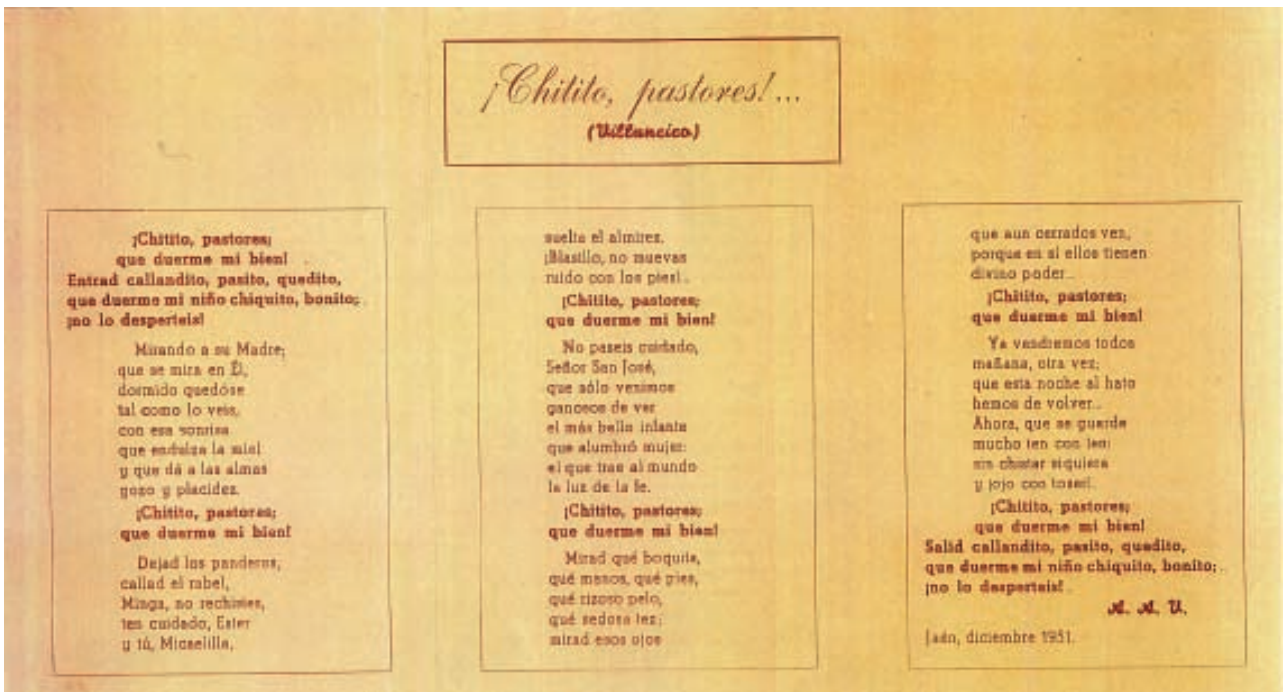 ¡Chitito, pastores!...
(Villancico)
¡Chitito, pastores;
que duerme mi bien!
Entrad callandito, pasito, quedito,
que duerme mi niño chiquito, bonito;
¡no lo desperteis!
Mirando a su Madre;
que se mira en Él,
dormido quedóse
tal como lo veis,
con esa sonrisa
que endulza la miel
y que dá a las almas
gozo y placidez.
¡Chitito, pastores;
que duerme mi bien!
Dejad los panderos,
callad el rabel,
Minga, no rechistes,
ten cuidado, Ester
y tú, Micaelilla,
suelta el almirez.
¡Blasillo, no muevas
ruido con los pies!..
¡Chitito, pastores;
que duerme mi bien!
No paseis cuidado,
Señor San José,
que sólo venimos
ganosos de ver
el más bello infante
que alumbró mujer:
el que trae al mundo
la luz de la fe.
¡Chitito, pastores;
que duerme mi bien!
Mirad qué boquita,
qué manos, qué pies,
qué rizoso pelo,
qué sedosa tez;
mirad esos ojos
que aun cerrados ven,
porque en sí ellos tienen
divino poder...
¡Chitito, pastores;
que duerme mi bien!
Ya vendremos todos
mañana, otra vez;
que esta noche al hato
hemos de volver...
Ahora, que se guarde
mucho ten con ten;
sin chistar siquiera
y ¡ojo con toser!..
¡Chitito, pastores;
que duerme mi bien!
Salid callandito, pasito, quedito,
que duerme mi niño chiquito, bonito;
¡no lo desperteis!
A. A. U.
Jaén, diciembre 1951.